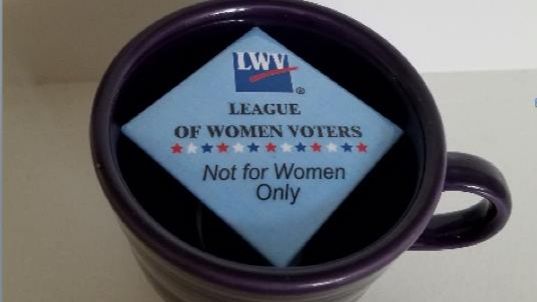 LWV
®
LEAGUE
OF WOMEN VOTERS
Not for Women
Only